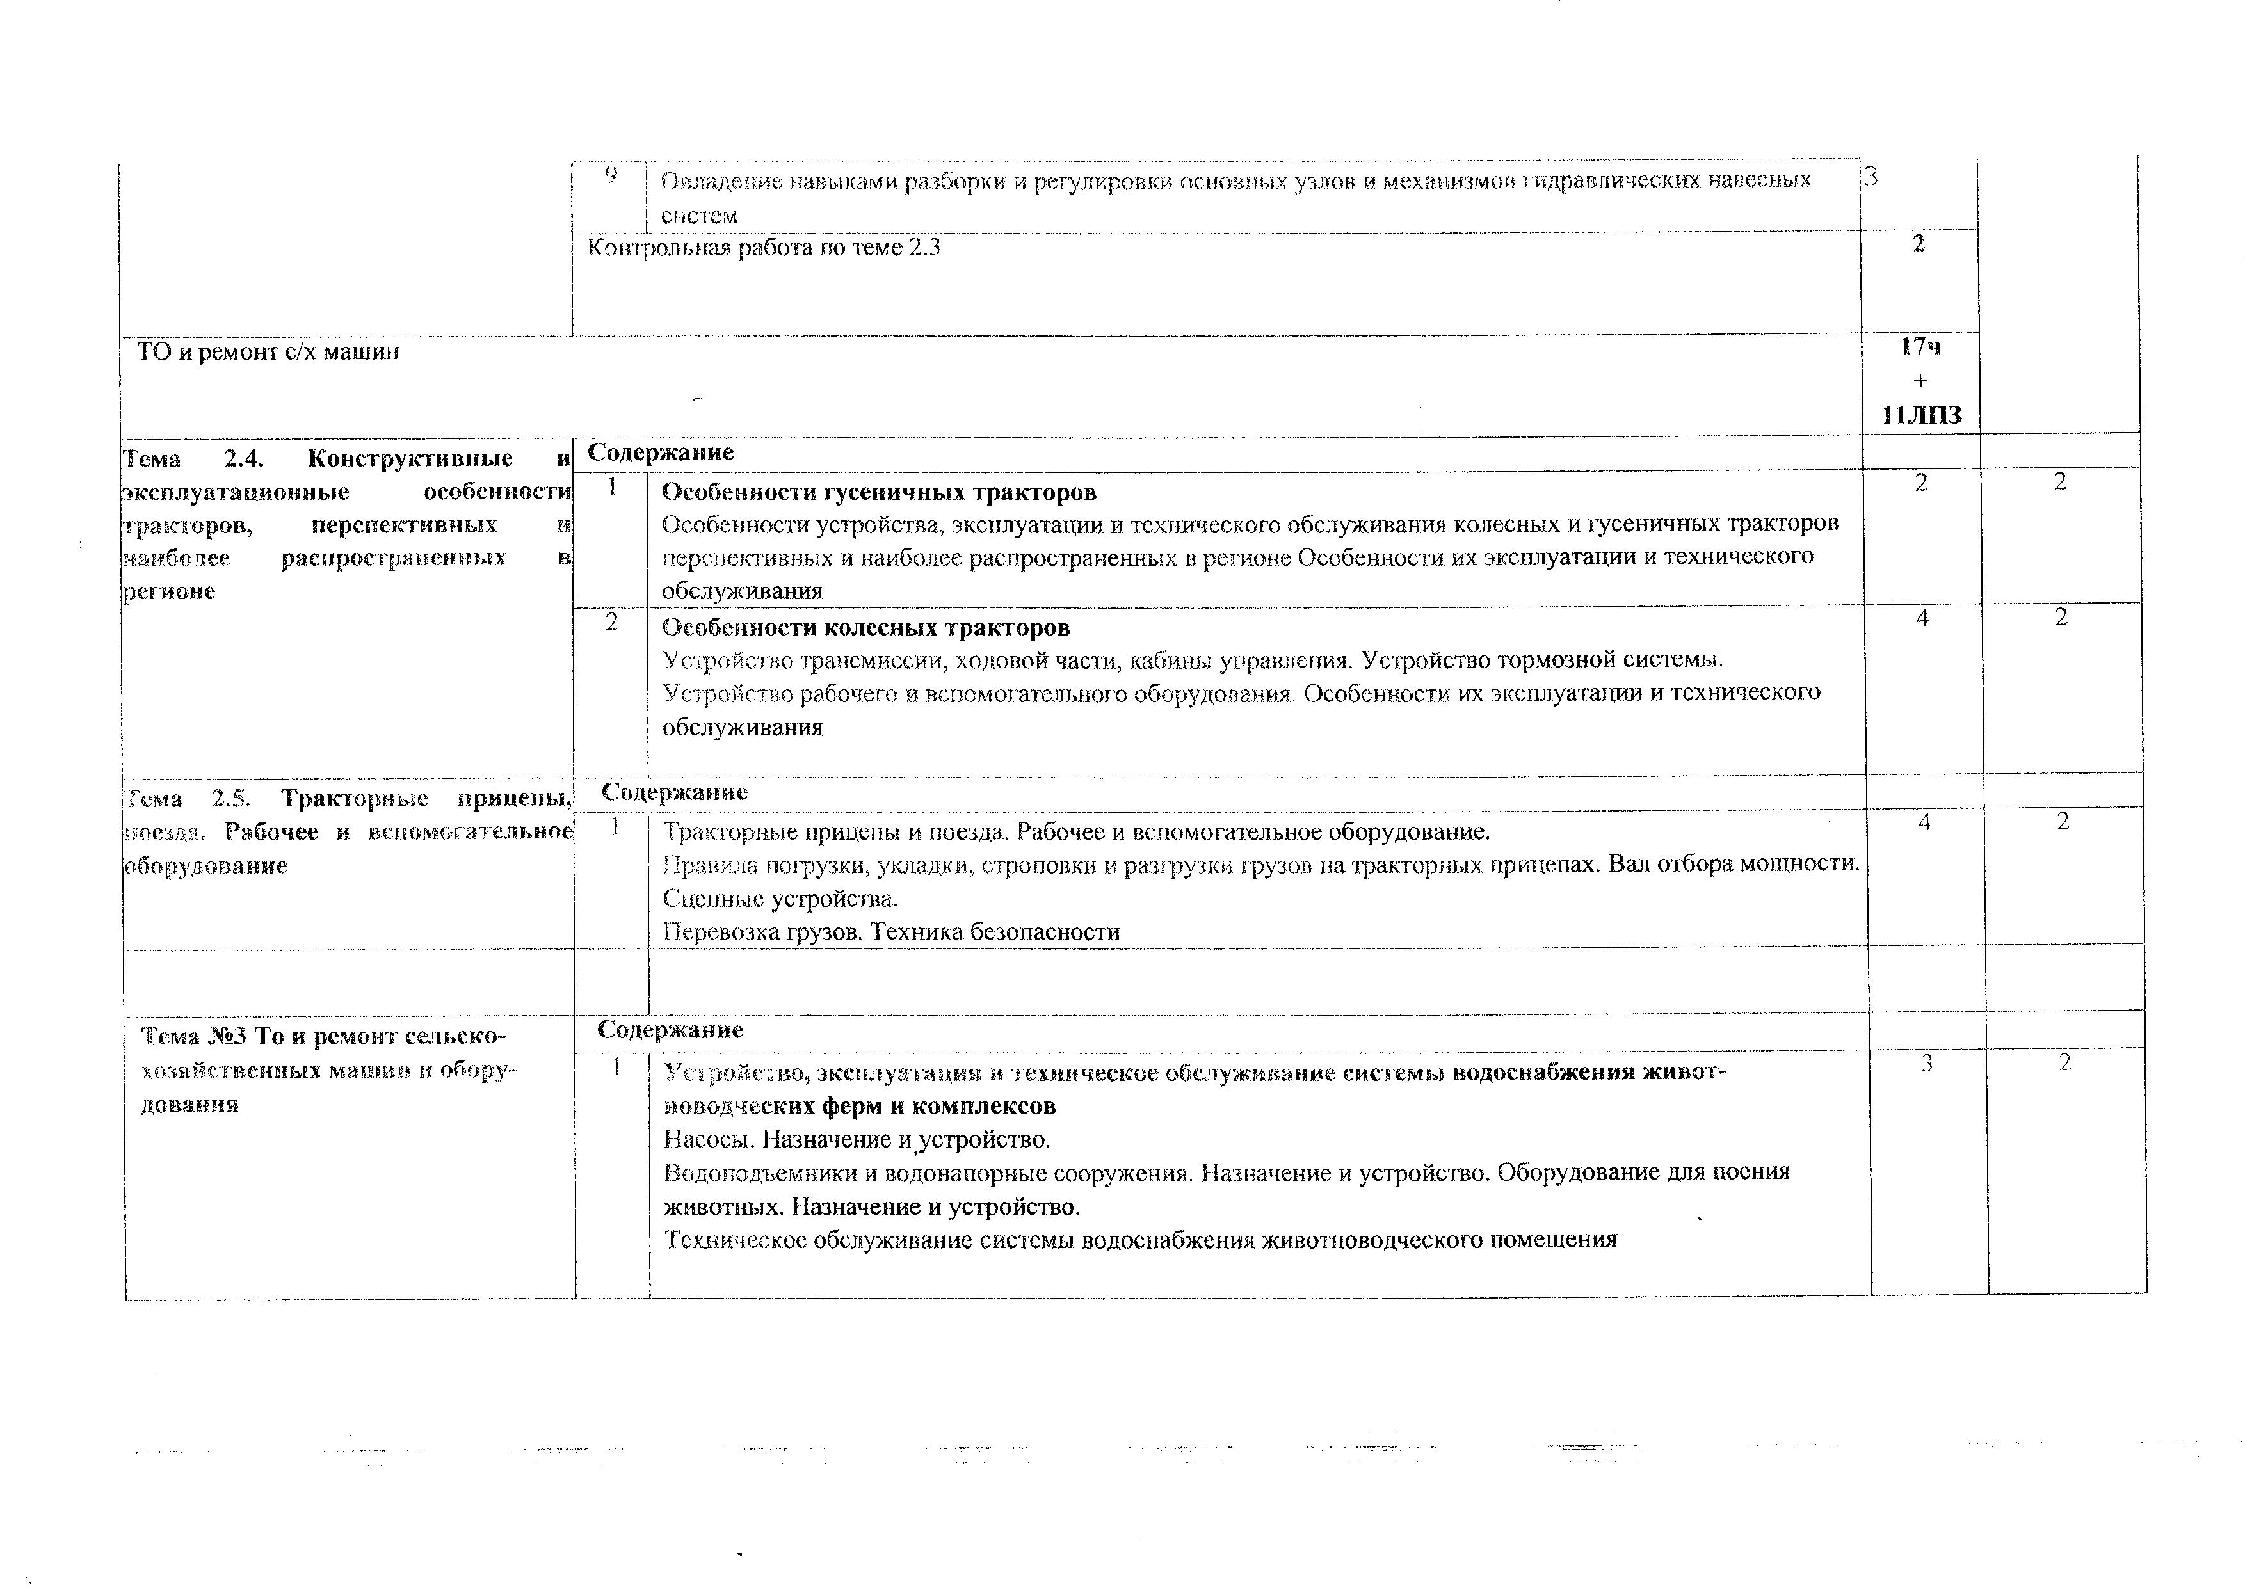 9 Овладение навыками разборки и регулировки основных узлов и механизмов гидравлических навесных 3
систем
Контрольная работа по теме 2.3 2
ТО и ремонт с/х машин 17ч
+
11ЛПЗ
Тема 2.4. Конструктивные и
эксплуатационные особенности
тракторов, перспективных и
наиболее распространенных в
регионе
Содержание
1 Особенности гусеничных тракторов 2 2
Особенности устройства, эксплуатации и технического обслуживания колесных и гусеничных тракторов
перспективных и наиболее распространенных в регионе Особенности их эксплуатации и технического
обслуживания
2 Особенности колесных тракторов 4 2
Устройство трансмиссии, ходовой части, кабины управления. Устройство тормозной системы.
Устройство рабочего и вспомогательного оборудования. Особенности их эксплуатации и технического
обслуживания
Тема 2.5. Тракторные прицепы,
поезда. Рабочее и вспомогательное
оборудование
Содержание
1 Тракторные прицепы и поезда. Рабочее и вспомогательное оборудование. 4 2
Правила погрузки, укладки, строповки и разгрузки грузов на тракторных прицепах. Вал отбора мощности.
Сцепные устройства.
Перевозка грузов. Техника безопасности
Тема №3 То и ремонт сельско-
хозяйственных машин и обору-
дования
Содержание
1 Устройство, эксплуатация и техническое обслуживание системы водоснабжения живот- 3 2
новодческих ферм и комплексов
Насосы. Назначение и устройство.
Водоподъемники и водонапорные сооружения. Назначение и устройство. Оборудование для поения
животных. Назначение и устройство.
Техническое обслуживание системы водоснабжения животноводческого помещения